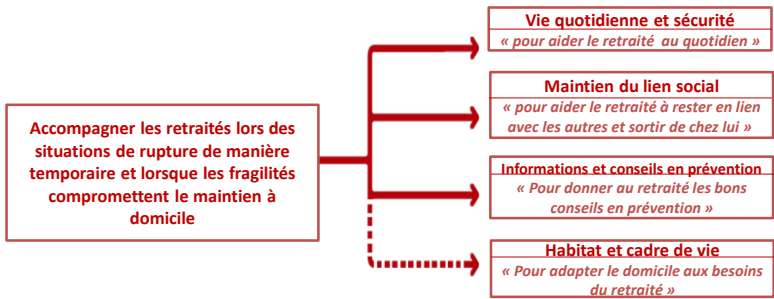 Accompagner les retraités lors des
situations de rupture de manière
temporaire et lorsque les fragilités
compromettent le maintien à
domicile
Vie quotidienne et sécurité
« pour aider le retraité au quotidien »
Maintien du lien social
« pour aider le retraité à rester en lien
avec les autres et sortir de chez lui »
Informations et conseils en prévention
« Pour donner au retraité les bons
conseils en prévention »
Habitat et cadre de vie
« Pour adapter le domicile aux besoins
du retraité »